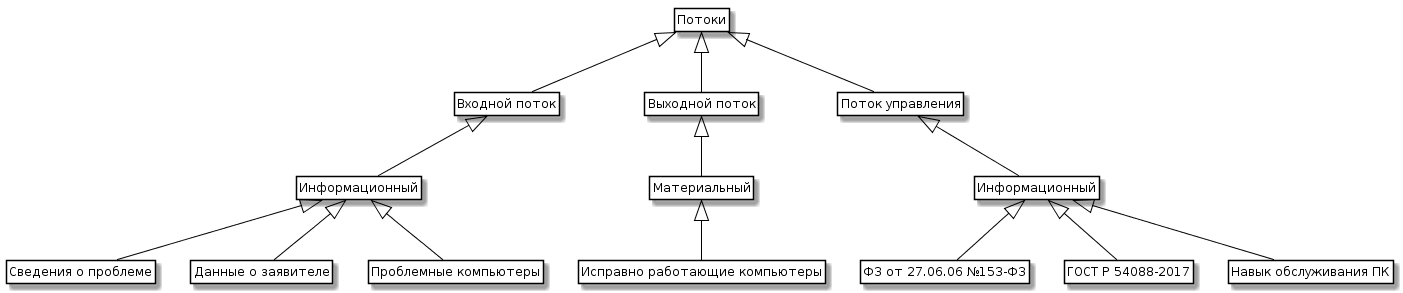 Потоки
Входной поток
Выходной поток
Поток управления
Информационный
Материальный
Информационный
Сведения о проблеме
Данные о заявителе
Проблемные компьютеры
Исправно работающие компьютеры
ФЗ от 27.06.06 №153-ФЗ
ГОСТ Р 54088-2017
Навык обслуживания ПК